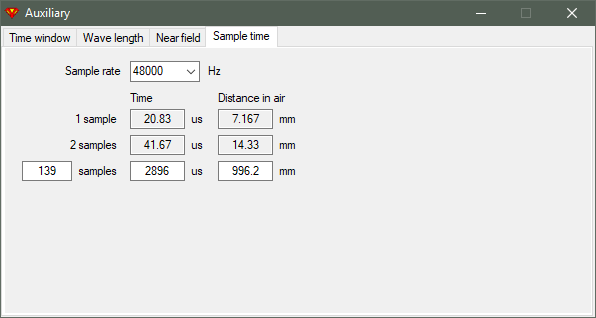 Auxiliary
Time window Wave length Near field Sample time
Sample rate 48000 Hz
Time Distance in air
1 sample 20.83 us 7.167 mm
2 samples 41.67 us 14.33 mm
139 samples 2896 us 996.2 mm